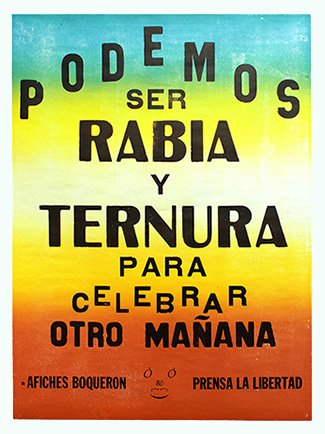 PODEMOS
SER
RABIA
Y
TERNURA
PARA
CELEBRAR
OTRO MAÑANA
•AFICHES BOQUERON PRENSA LA LIBERTAD